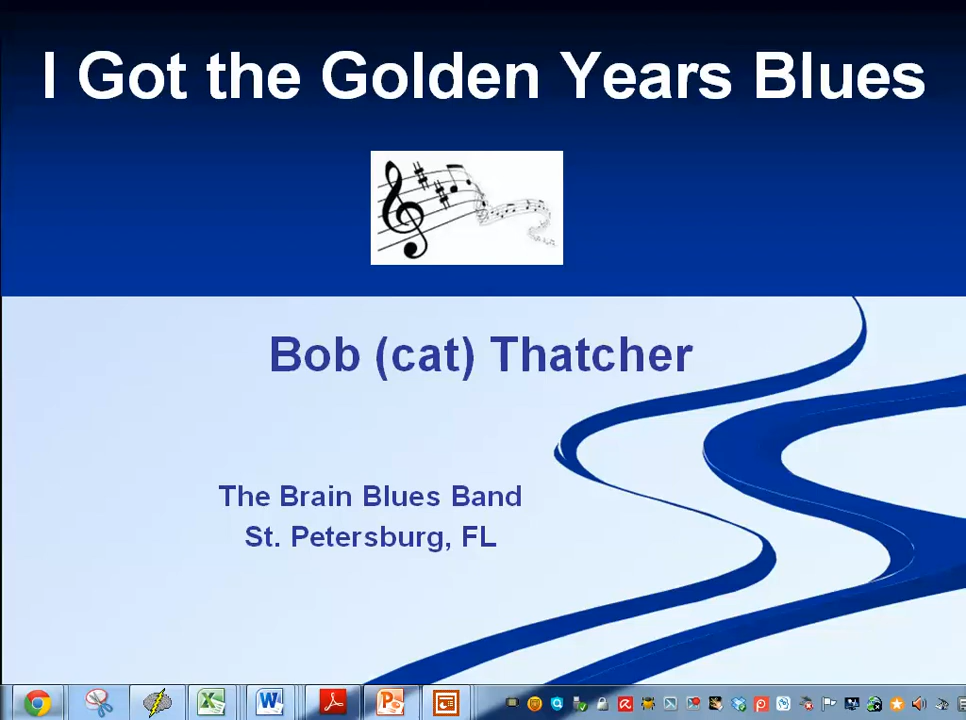 I Got the Golden Years Blues
Bob (cat) Thatcher
The Brain Blues Band
St. Petersburg, FL